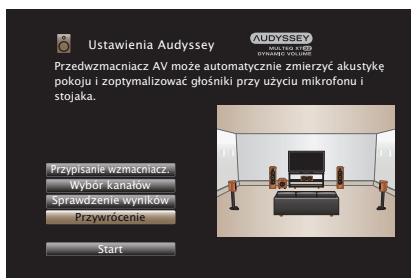 Ustawienia Audyssey
AUDYSSEY
MULTEQ XT32
DYNAMIC VOLUME
Przedwzmacniacz AV może automatycznie zmierzyć akustykę
pokoju i zoptymalizować głośniki przy użyciu mikrofonu i
stojaka.
Przypisanie wzmacniacz.
Wybór kanałów
Sprawdzenie wyników
Przywrócenie
Start